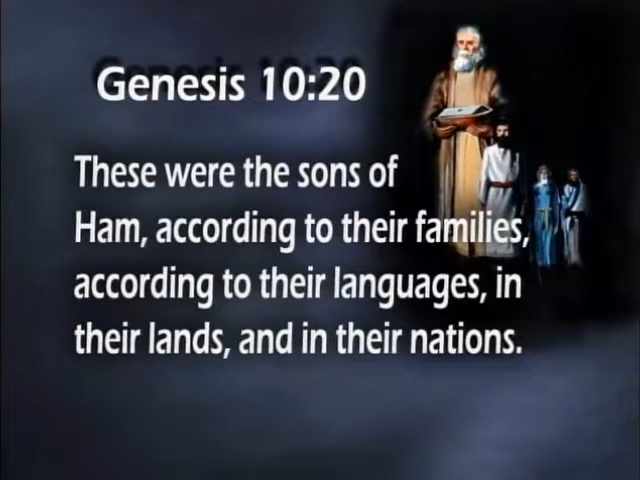 Genesis 10:20
These were the sons of
Ham, according to their families,
according to their languages, in
their lands, and in their nations.